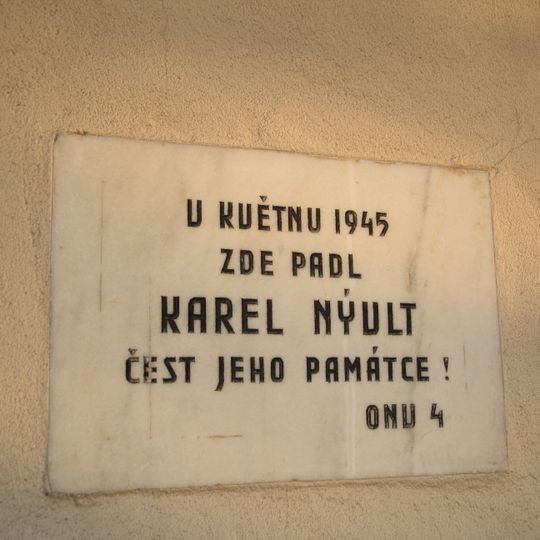 U KVĚTNU 1945
ZDE PADL
KAREL NÝVLT
ČEST JEHO PAMÁTCE !
ONV 4